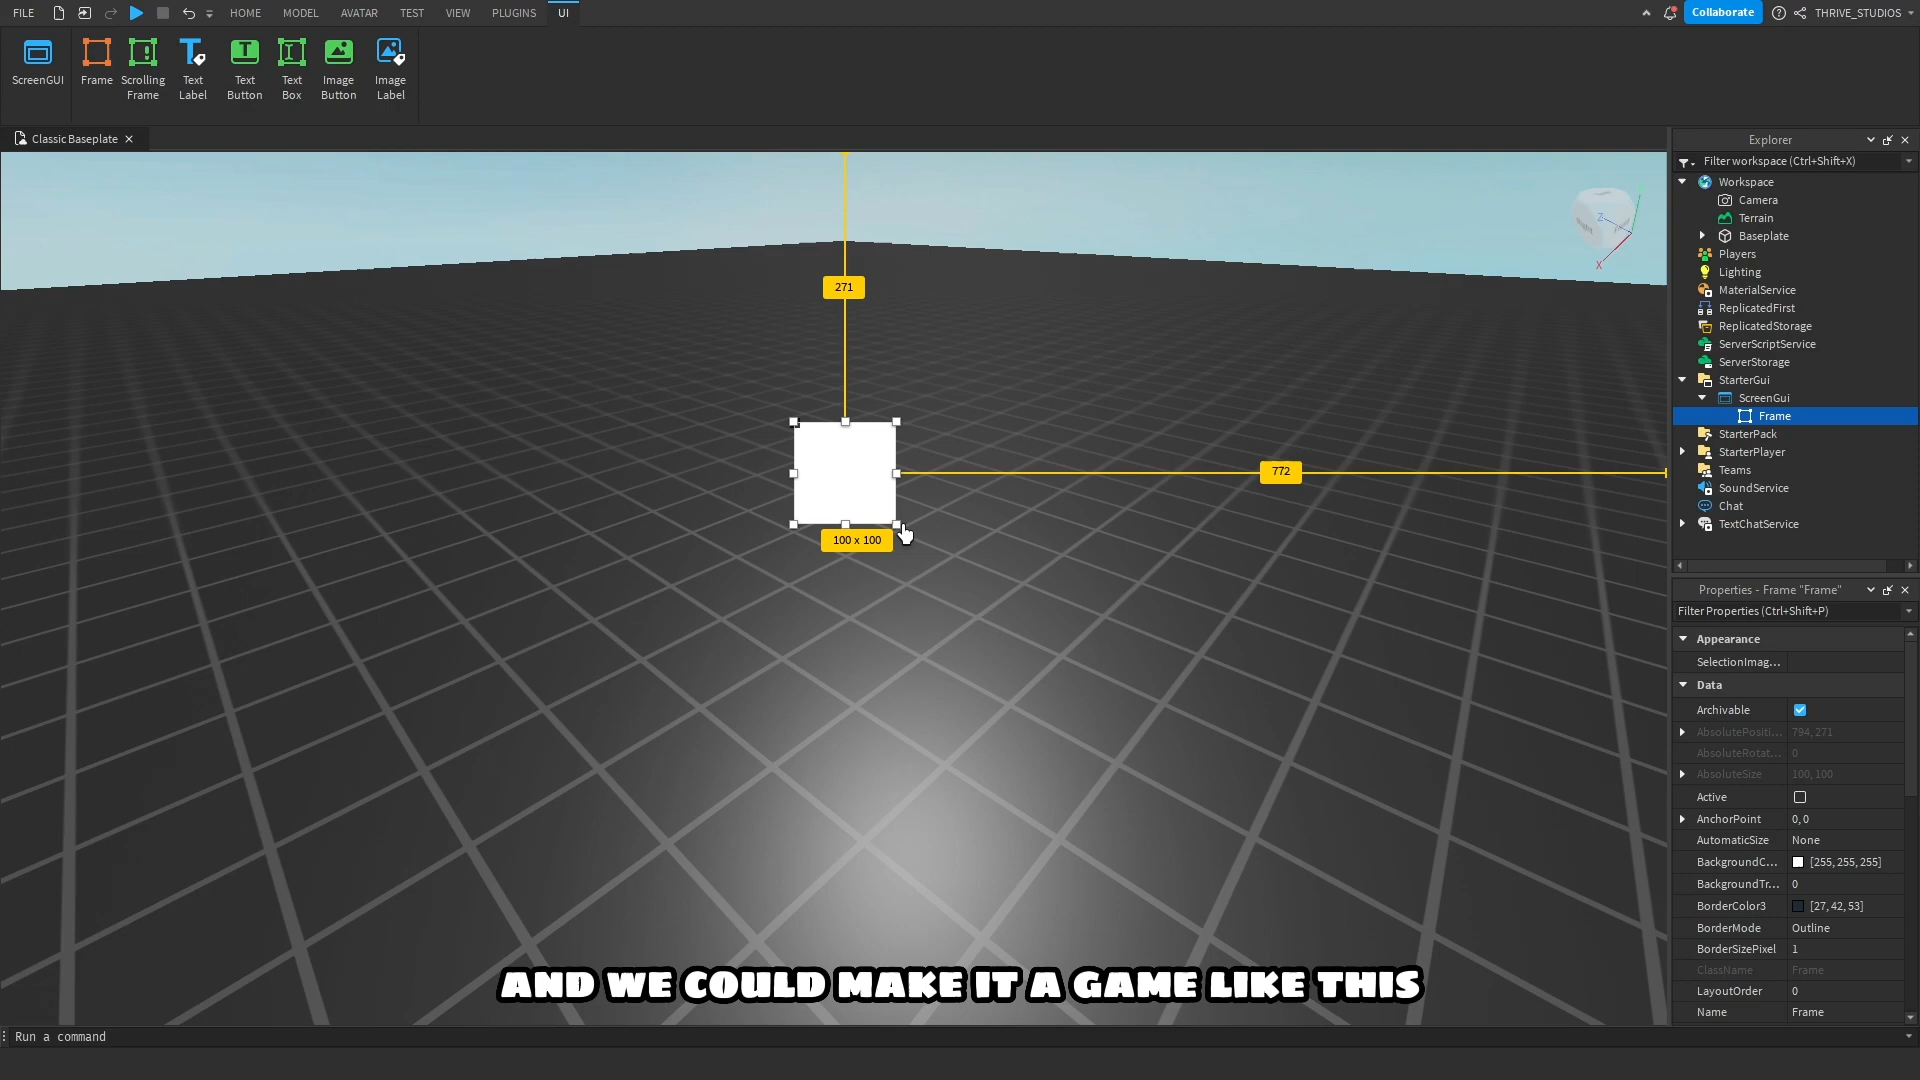 FILE HOME MODEL AVATAR TEST VIEW PLUGINS UI Collaborate THRIVE_STUDIOS
ScreenGUI
Frame
Scrolling
Frame
Text
Label
Text
Button
Text
Box
Image
Button
Image
Label
Classic Baseplate
271
772
100 x 100
Z
X
AND WE COULD MAKE IT A GAME LIKE THIS
Explorer
Filter workspace (Ctrl+Shift+X)
Workspace
Camera
Terrain
Baseplate
Players
Lighting
MaterialService
ReplicatedFirst
ReplicatedStorage
ServerScriptService
ServerStorage
StarterGui
ScreenGui
Frame
StarterPack
StarterPlayer
Teams
SoundService
Chat
TextChatService
Properties - Frame "Frame"
Filter Properties (Ctrl+Shift+P)
Appearance
SelectionImag...
Data
Archivable
AbsolutePositi... 794, 271
AbsoluteRotat... 0
AbsoluteSize 100, 100
Active
AnchorPoint 0, 0
AutomaticSize None
BackgroundC... [255, 255, 255]
BackgroundTr... 0
BorderColor3 [27, 42, 53]
BorderMode Outline
BorderSizePixel 1
ClassName Frame
LayoutOrder 0
Name Frame
Run a command